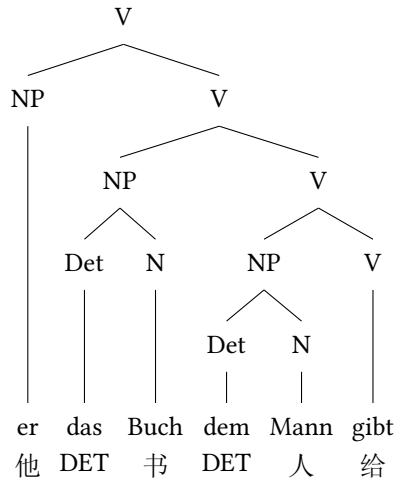 V
NP V
NP V
Det N NP V
Det N
er das Buch dem Mann gibt
他 DET 书 DET 人 给